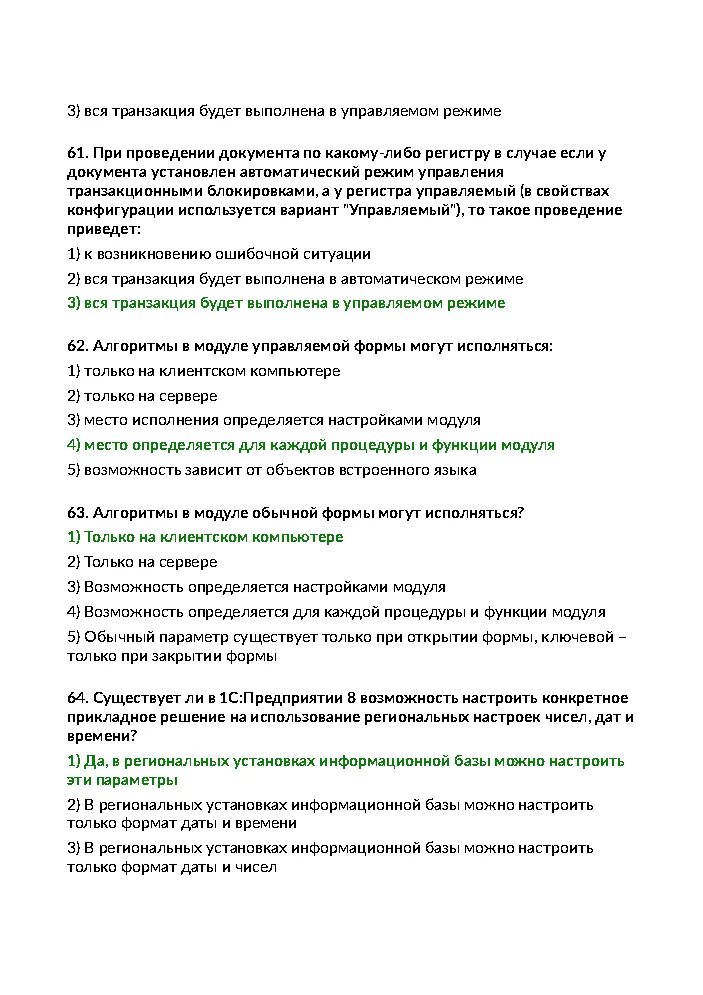 3) вся транзакция будет выполнена в управляемом режиме
61. При проведении документа по какому-либо регистру в случае если у
документа установлен автоматический режим управления
транзакционными блокировками, а у регистра управляемый (в свойствах
конфигурации используется вариант "Управляемый"), то такое проведение
приведет:
1) к возникновению ошибочной ситуации
2) вся транзакция будет выполнена в автоматическом режиме
3) вся транзакция будет выполнена в управляемом режиме
62. Алгоритмы в модуле управляемой формы могут исполняться:
1) только на клиентском компьютере
2) только на сервере
3) место исполнения определяется настройками модуля
4) место определяется для каждой процедуры и функции модуля
5) возможность зависит от объектов встроенного языка
63. Алгоритмы в модуле обычной формы могут исполняться?
1) Только на клиентском компьютере
2) Только на сервере
3) Возможность определяется настройками модуля
4) Возможность определяется для каждой процедуры и функции модуля
5) Обычный параметр существует только при открытии формы, ключевой –
только при закрытии формы
64. Существует ли в 1С:Предприятии 8 возможность настроить конкретное
прикладное решение на использование региональных настроек чисел, дат и
времени?
1) Да, в региональных установках информационной базы можно настроить
эти параметры
2) В региональных установках информационной базы можно настроить
только формат даты и времени
3) В региональных установках информационной базы можно настроить
только формат даты и чисел